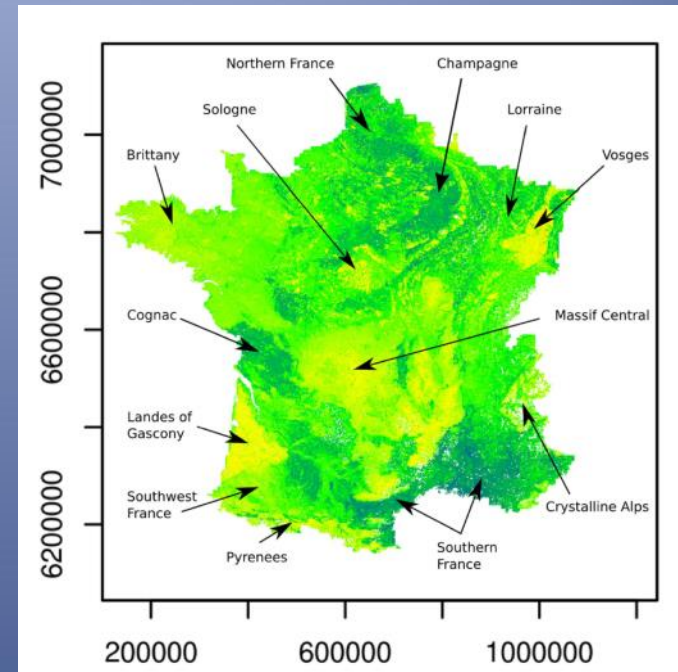 Northern France
Champagne
Sologne
Lorraine
Brittany
Vosges
Cognac
Massif Central
Landes of
Gascony
Southwest
France
Crystalline Alps
Pyrenees
Southern
France
7000000
6600000
6200000
200000
600000
1000000